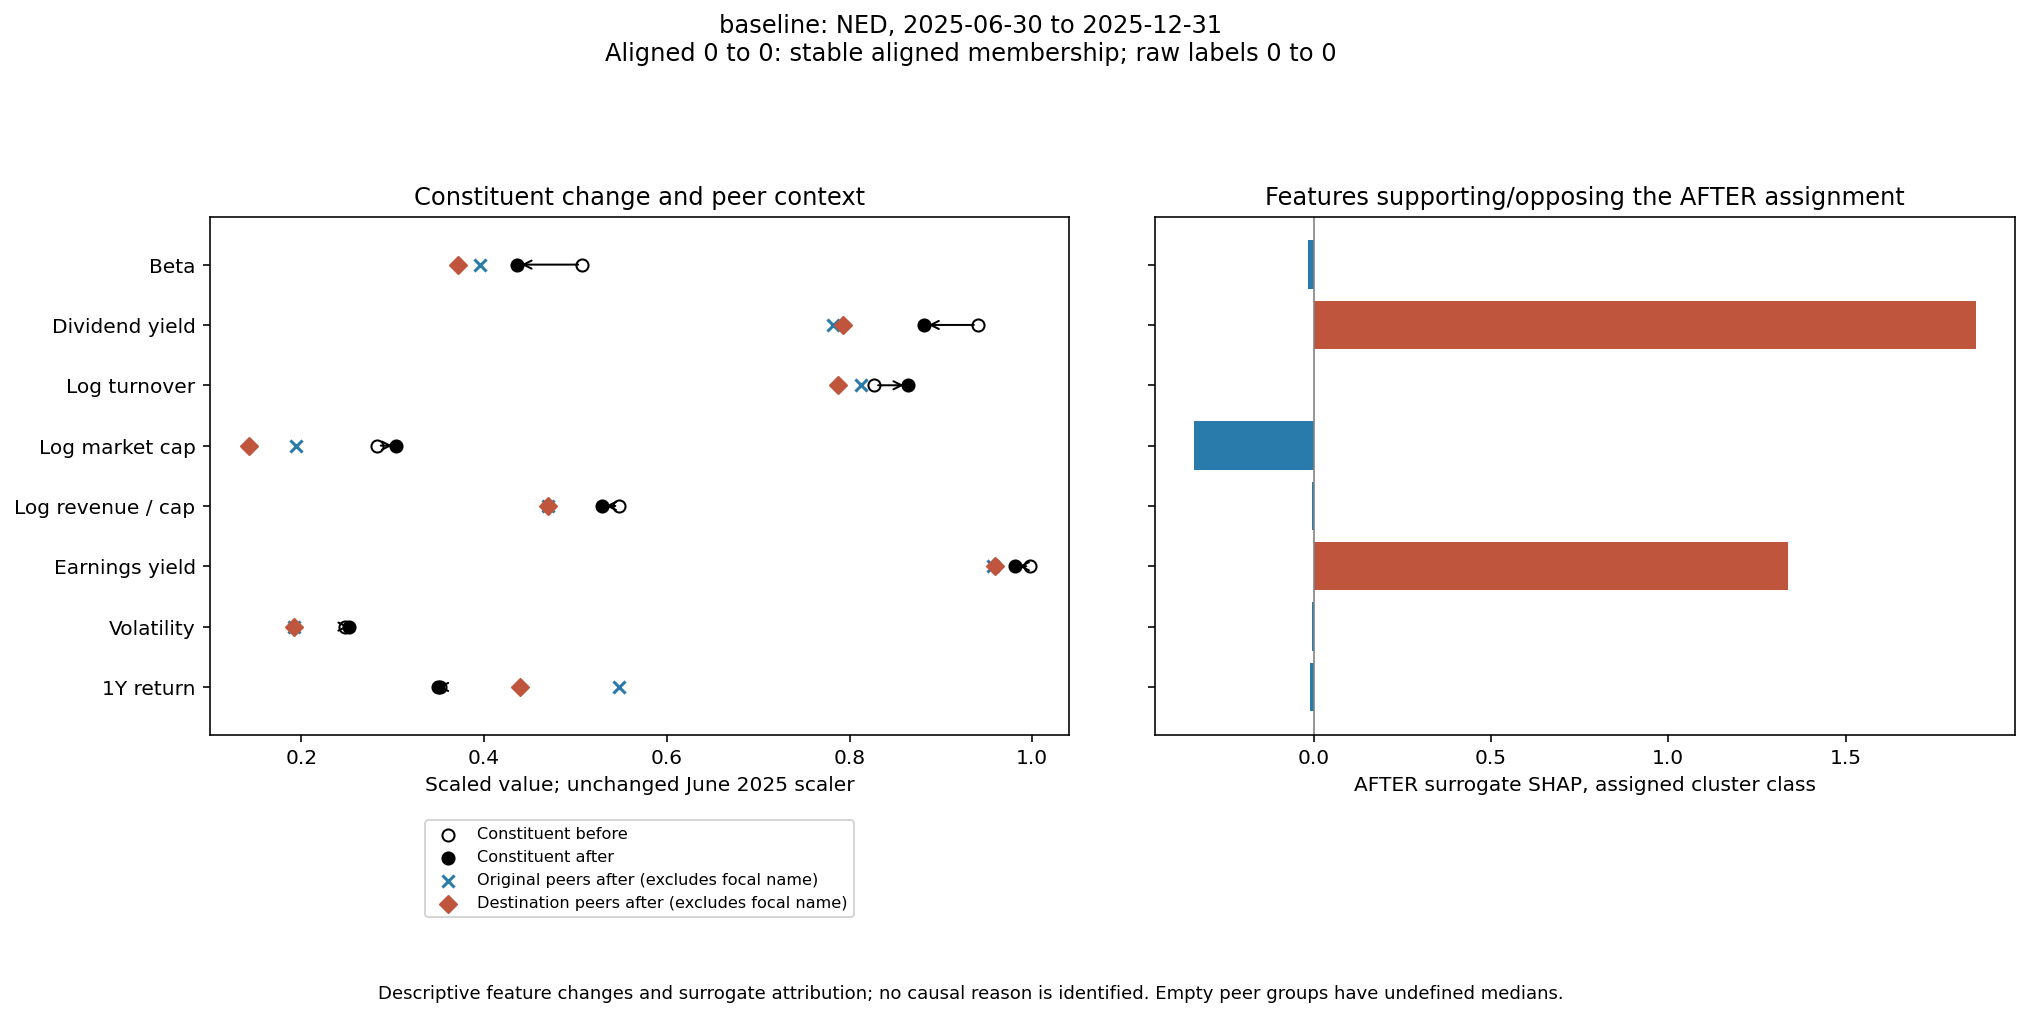 baseline: NED, 2025-06-30 to 2025-12-31
Aligned 0 to 0: stable aligned membership; raw labels 0 to 0
Constituent change and peer context
Beta
Dividend yield
Log turnover
Log market cap
Log revenue / cap
Earnings yield
Volatility
1Y return
0.2 0.4 0.6 0.8 1.0
Scaled value; unchanged June 2025 scaler
Constituent before
Constituent after
Original peers after (excludes focal name)
Destination peers after (excludes focal name)
Features supporting/opposing the AFTER assignment
0.0 0.5 1.0 1.5
AFTER surrogate SHAP, assigned cluster class
Descriptive feature changes and surrogate attribution; no causal reason is identified. Empty peer groups have undefined medians.